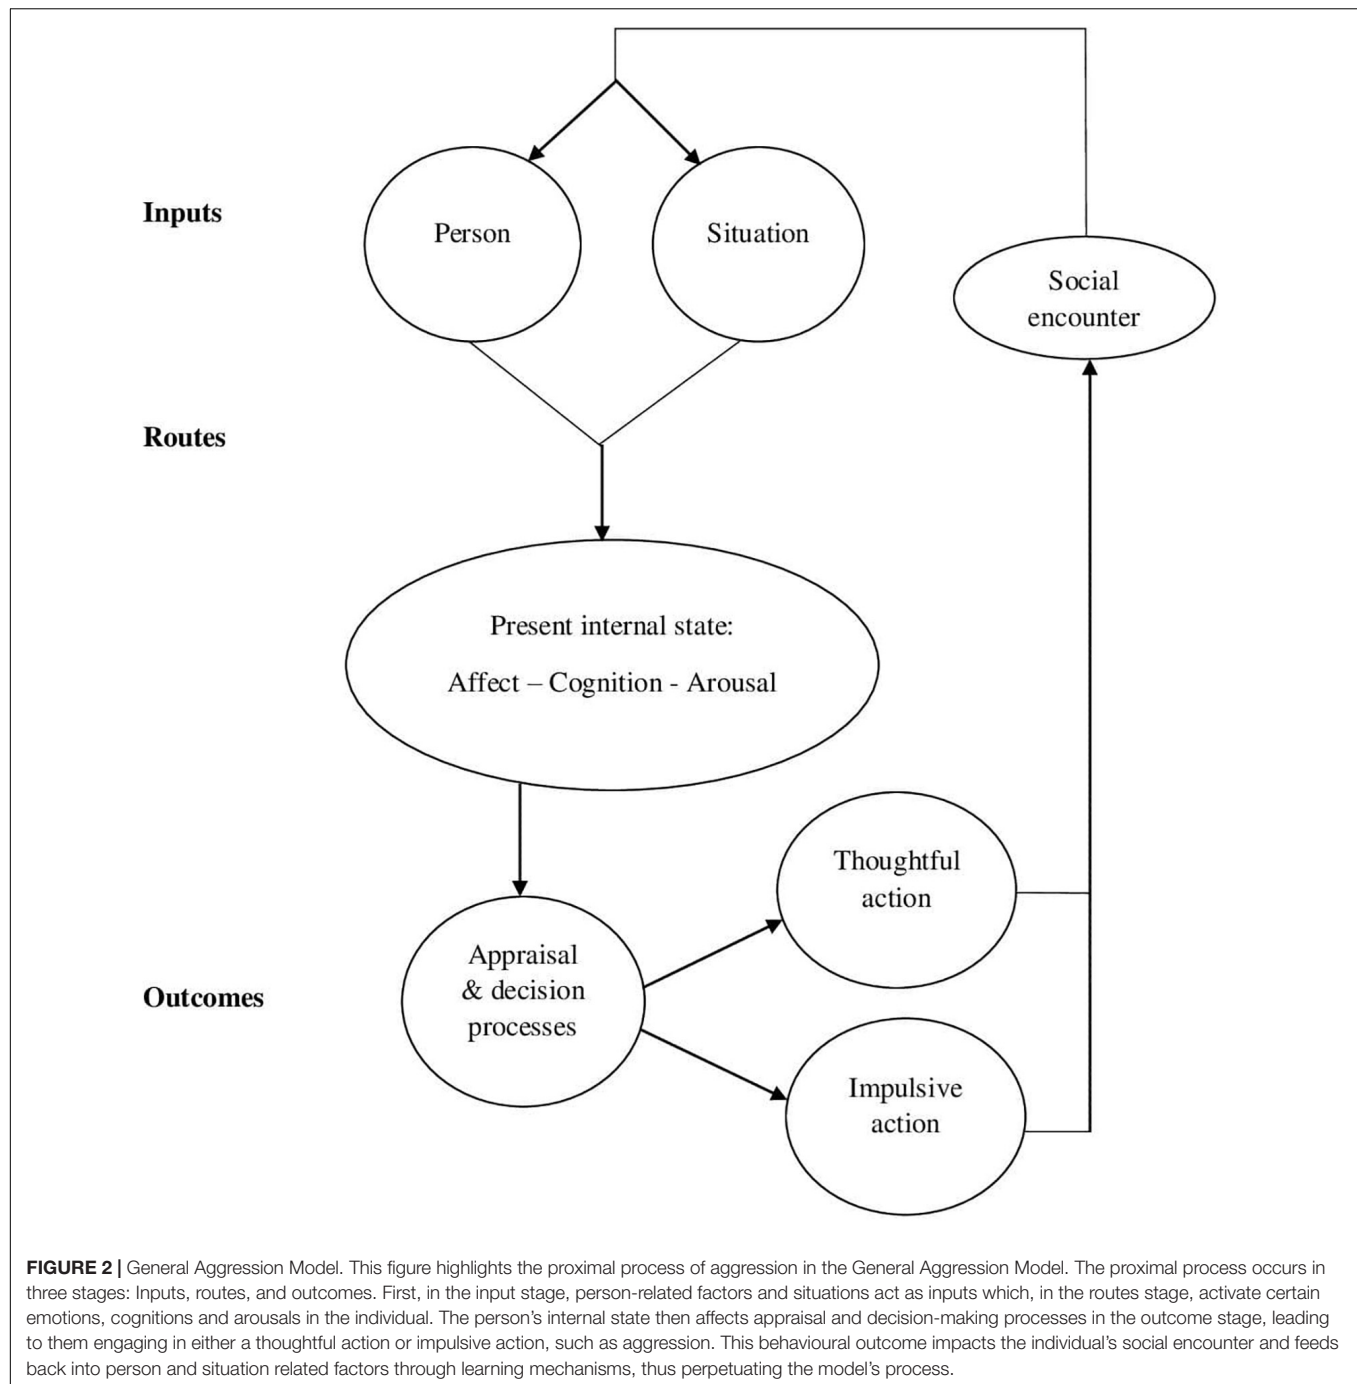 Inputs
Person
Situation
Social
encounter
Routes
Present internal state:
Affect – Cognition - Arousal
Thoughtful
action
Appraisal
& decision
processes
Outcomes
Impulsive
action
FIGURE 2 | General Aggression Model. This figure highlights the proximal process of aggression in the General Aggression Model. The proximal process occurs in
three stages: Inputs, routes, and outcomes. First, in the input stage, person-related factors and situations act as inputs which, in the routes stage, activate certain
emotions, cognitions and arousals in the individual. The person's internal state then affects appraisal and decision-making processes in the outcome stage, leading
to them engaging in either a thoughtful action or impulsive action, such as aggression. This behavioural outcome impacts the individual's social encounter and feeds
back into person and situation related factors through learning mechanisms, thus perpetuating the model's process.